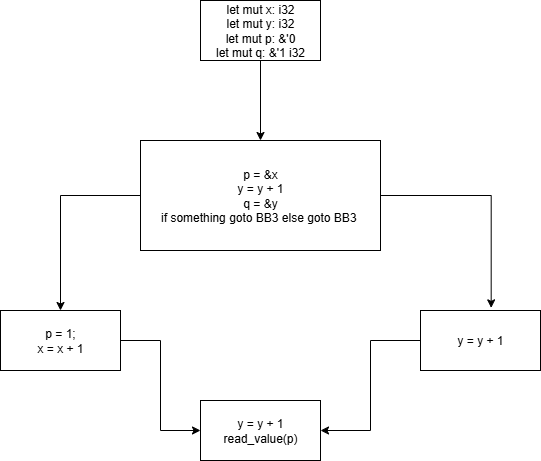 let mut x: i32
let mut y: i32
let mut p: &'0
let mut q: &'1 i32
p = &x
y = y + 1
q = &y
if something goto BB3 else goto BB3
p = 1;
x = x + 1
y = y + 1
y = y + 1
read_value(p)